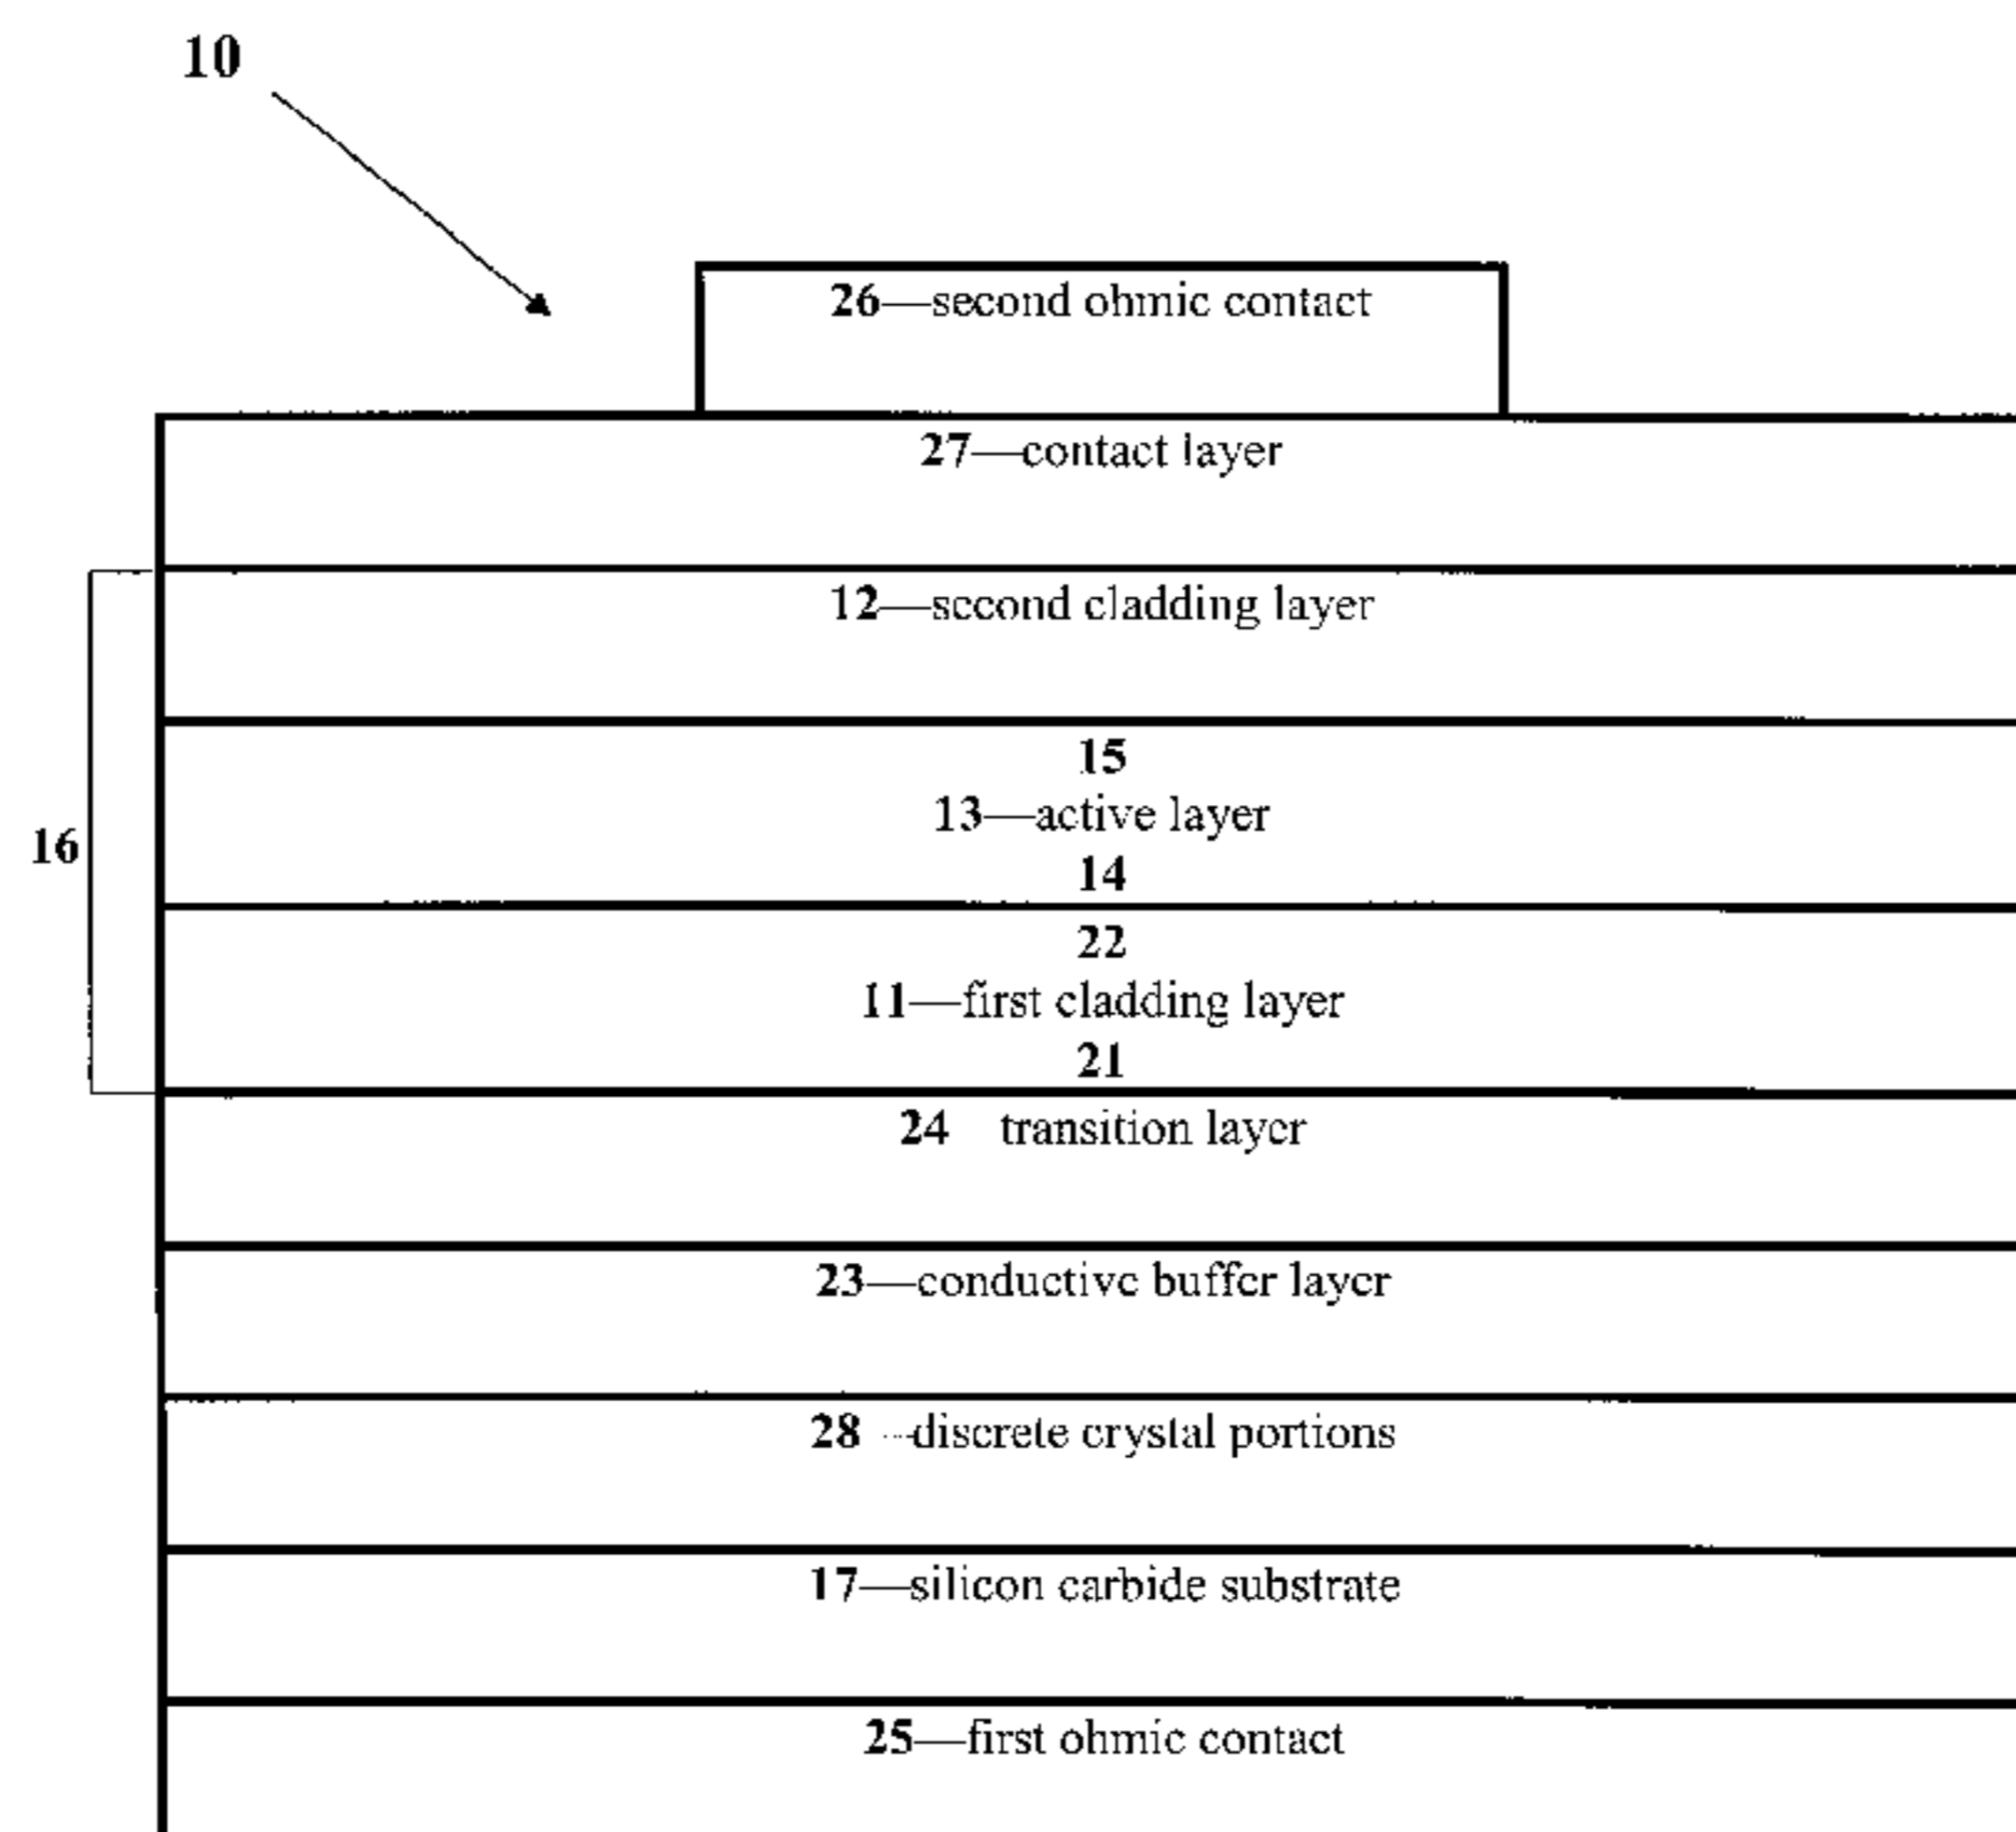 10
26—second ohmic contact
27—contact layer
12—second cladding layer
15
13—active layer
14
16
22
11—first cladding layer
21
24 transition layer
23—conductive buffer layer
28 --discrete crystal portions
17—silicon carbide substrate
25—first ohmic contact